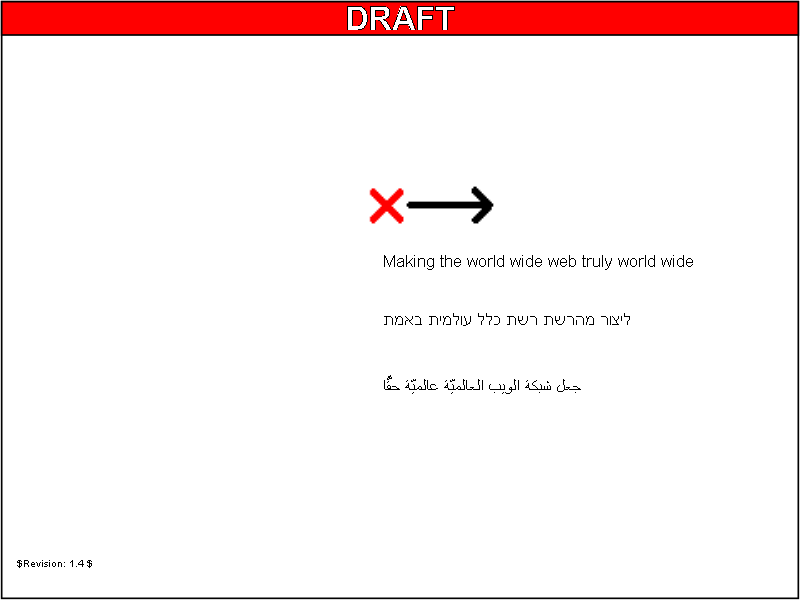 DRAFT
Making the world wide web truly world wide
ליצור מהרשת רשת כלל עולמית באמת
جعل شبكة الويب العالميّة عالميّة حقًّا
$Revision: 1.4 $